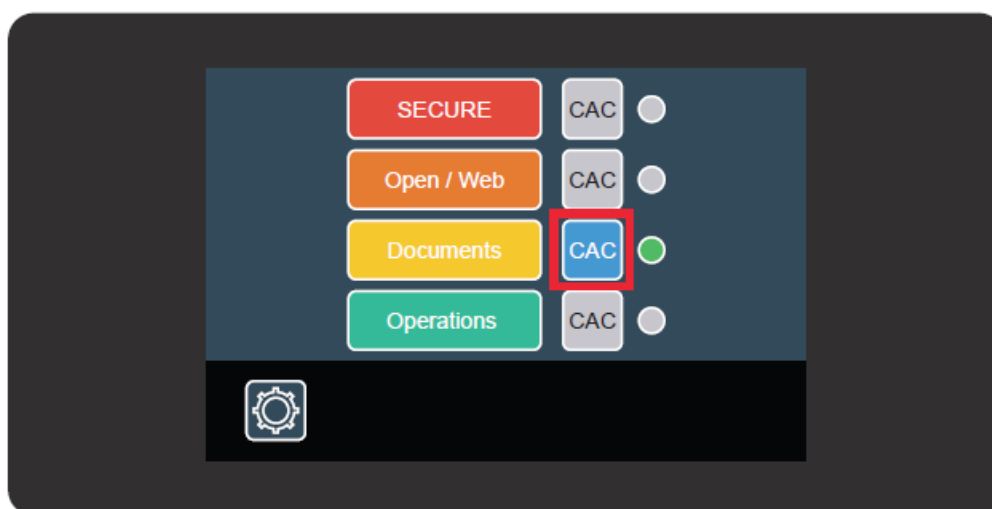 SECURE CAC
Open / Web CAC
Documents CAC
Operations CAC